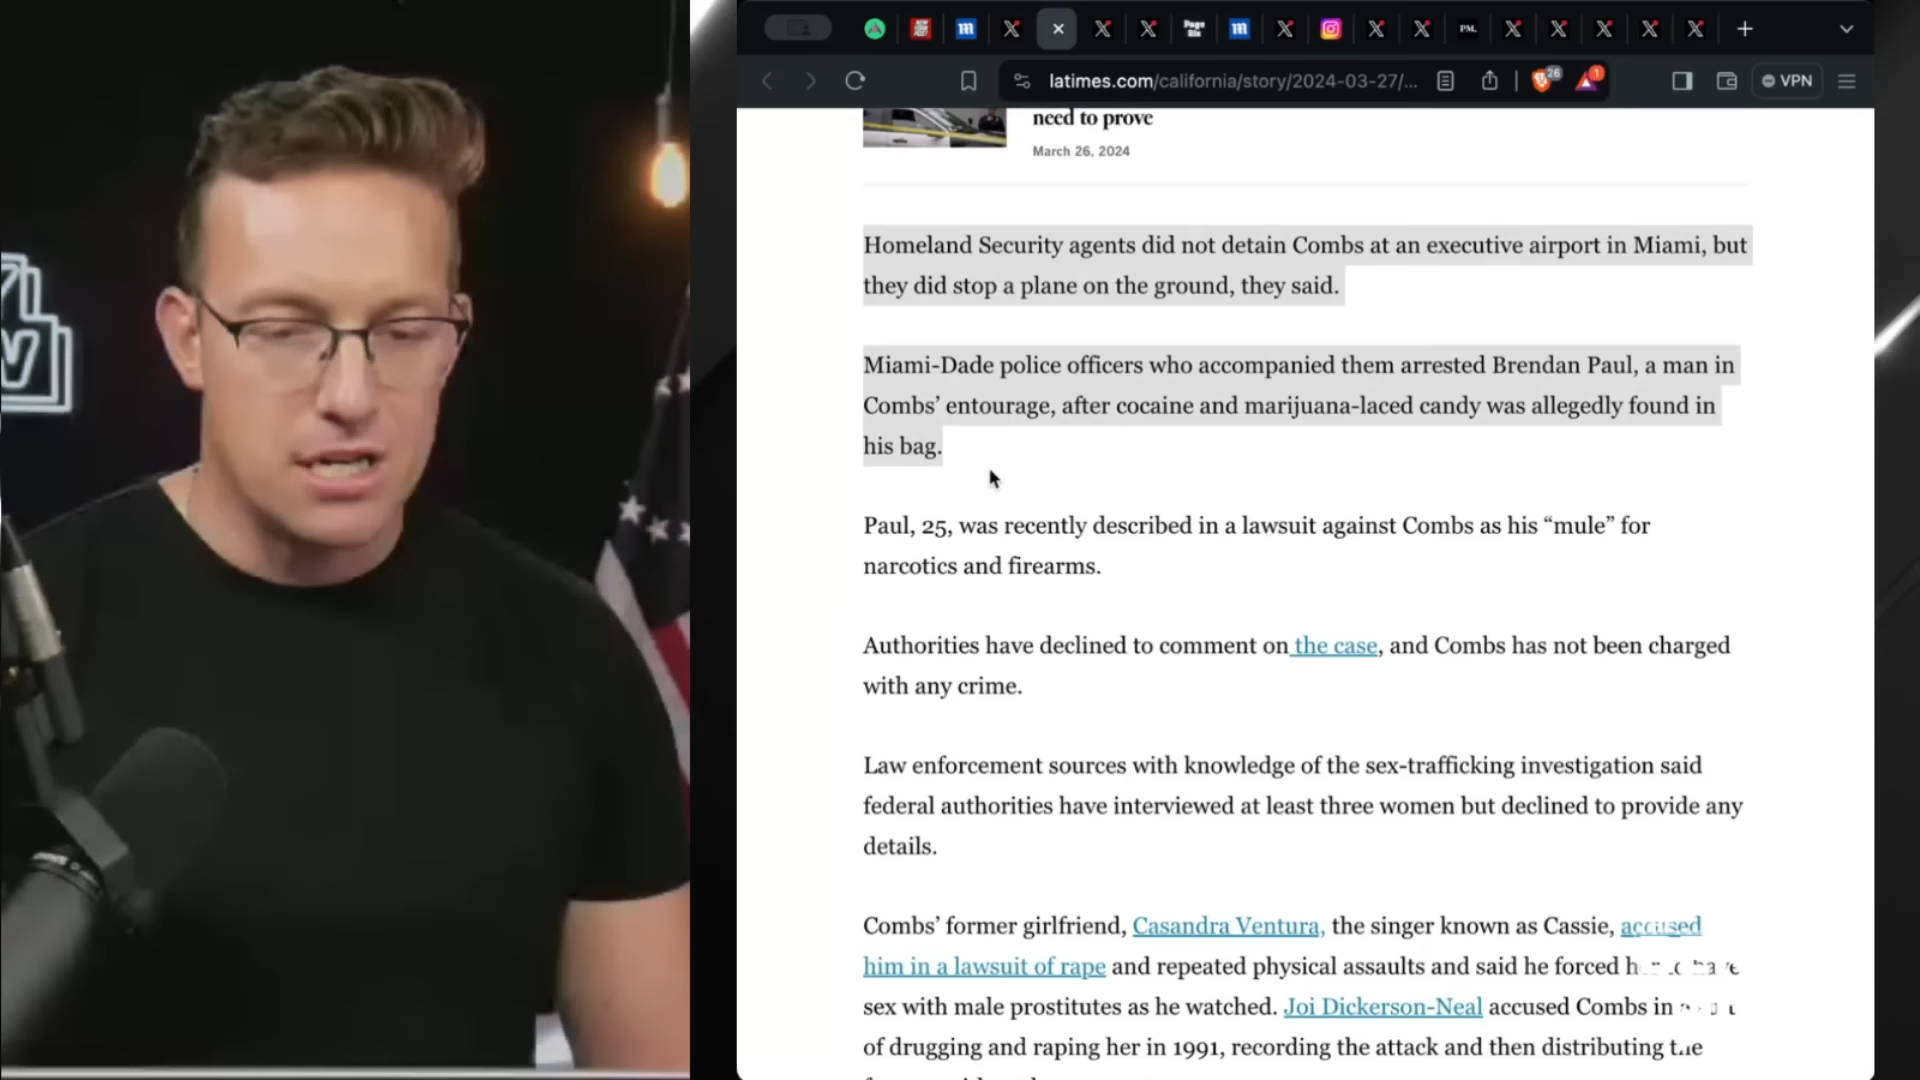 latimes.com/california/story/2024-03-27/...
26
1
VPN
Page
Six
PM.
need to prove
March 26, 2024
Homeland Security agents did not detain Combs at an executive airport in Miami, but
they did stop a plane on the ground, they said.
Miami-Dade police officers who accompanied them arrested Brendan Paul, a man in
Combs’ entourage, after cocaine and marijuana-laced candy was allegedly found in
his bag.
Paul, 25, was recently described in a lawsuit against Combs as his “mule” for
narcotics and firearms.
Authorities have declined to comment on the case, and Combs has not been charged
with any crime.
Law enforcement sources with knowledge of the sex-trafficking investigation said
federal authorities have interviewed at least three women but declined to provide any
details.
Combs’ former girlfriend, Casandra Ventura, the singer known as Cassie, accused
him in a lawsuit of rape and repeated physical assaults and said he forced
sex with male prostitutes as he watched. Joi Dickerson-Neal accused Combs in
of drugging and raping her in 1991, recording the attack and then distributing the